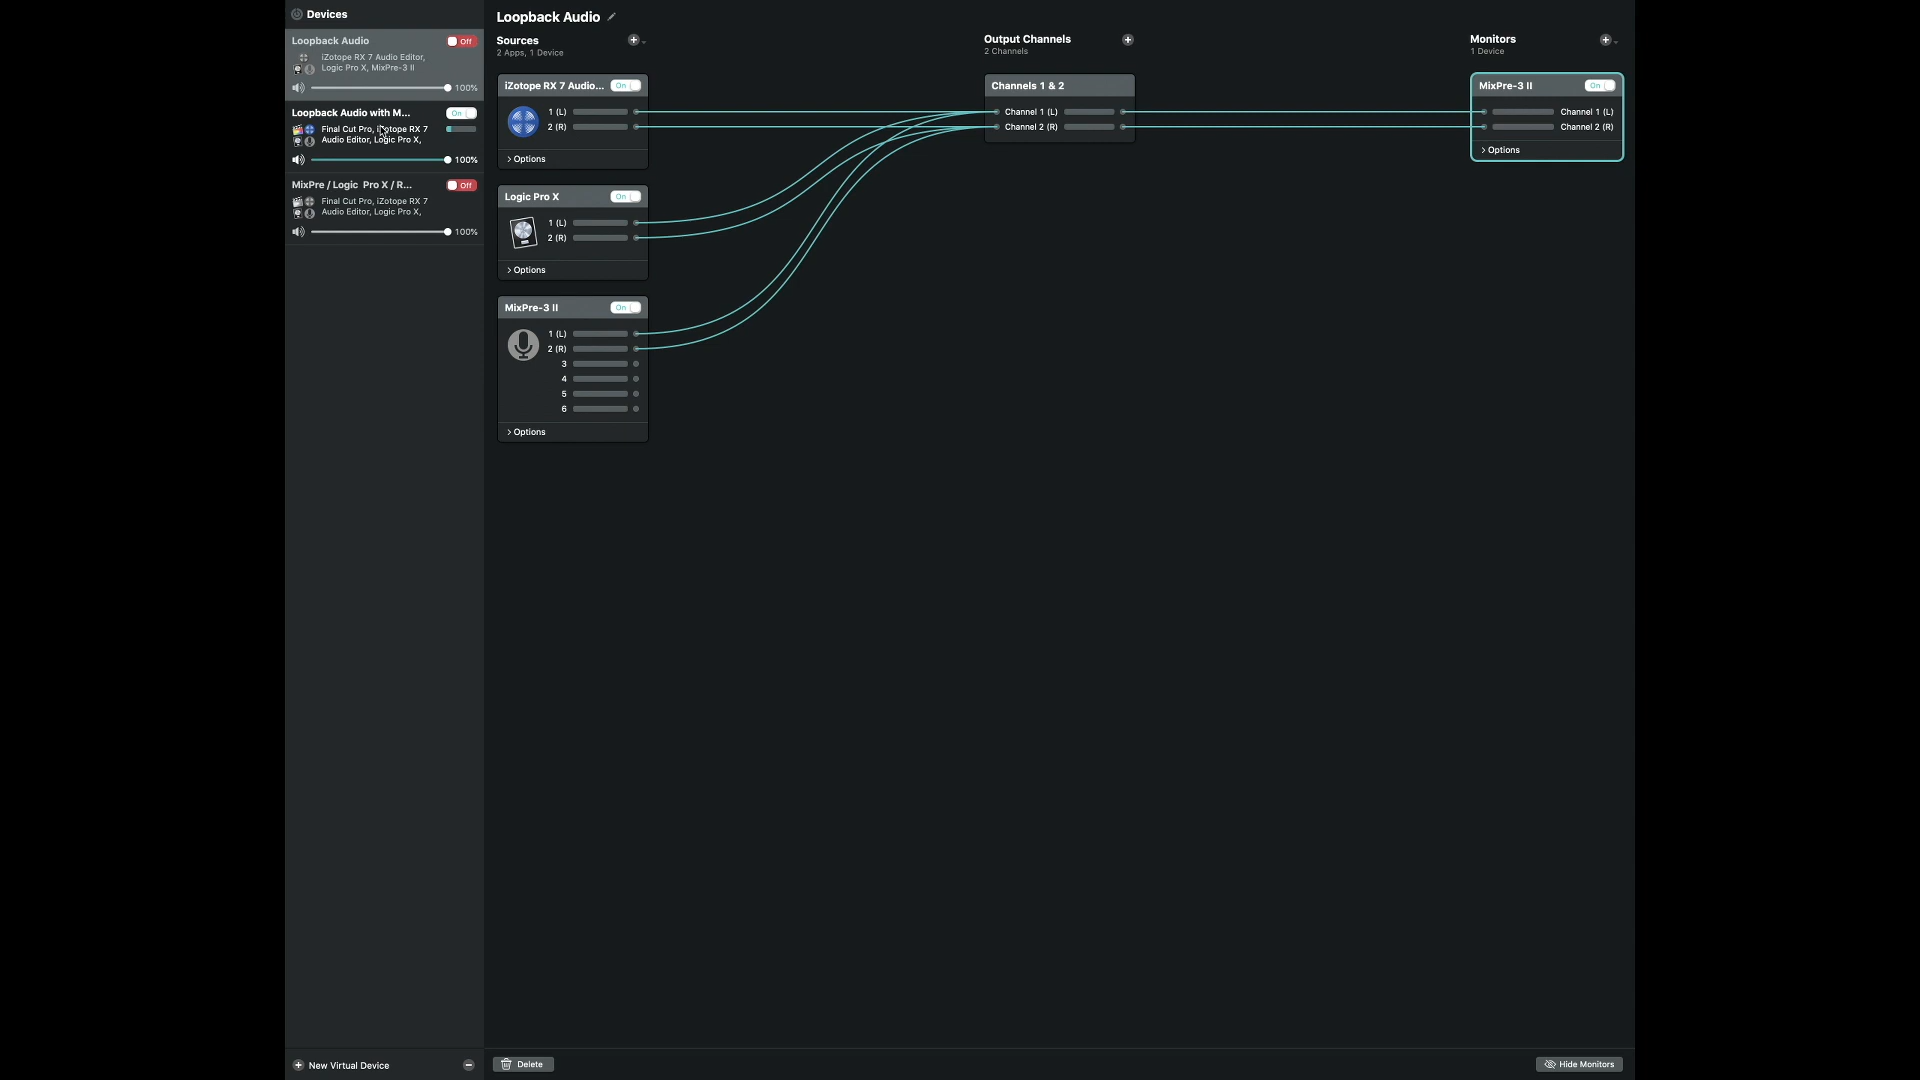 Devices
Loopback Audio
Off
iZotope RX 7 Audio Editor,
Logic Pro X, MixPre-3 II
100%
Loopback Audio with M...
On
Final Cut Pro, iZotope RX 7
Audio Editor, Logic Pro X,
100%
MixPre / Logic Pro X / R...
Off
Final Cut Pro, iZotope RX 7
Audio Editor, Logic Pro X,
100%
New Virtual Device
Loopback Audio
Sources
2 Apps, 1 Device
iZotope RX 7 Audio...
On
1 (L)
2 (R)
Options
Logic Pro X
On
1 (L)
2 (R)
Options
MixPre-3 II
On
1 (L)
2 (R)
3
4
5
6
Options
Output Channels
2 Channels
Channels 1 & 2
Channel 1 (L)
Channel 2 (R)
Monitors
1 Device
MixPre-3 II
On
Channel 1 (L)
Channel 2 (R)
Options
Delete
Hide Monitors